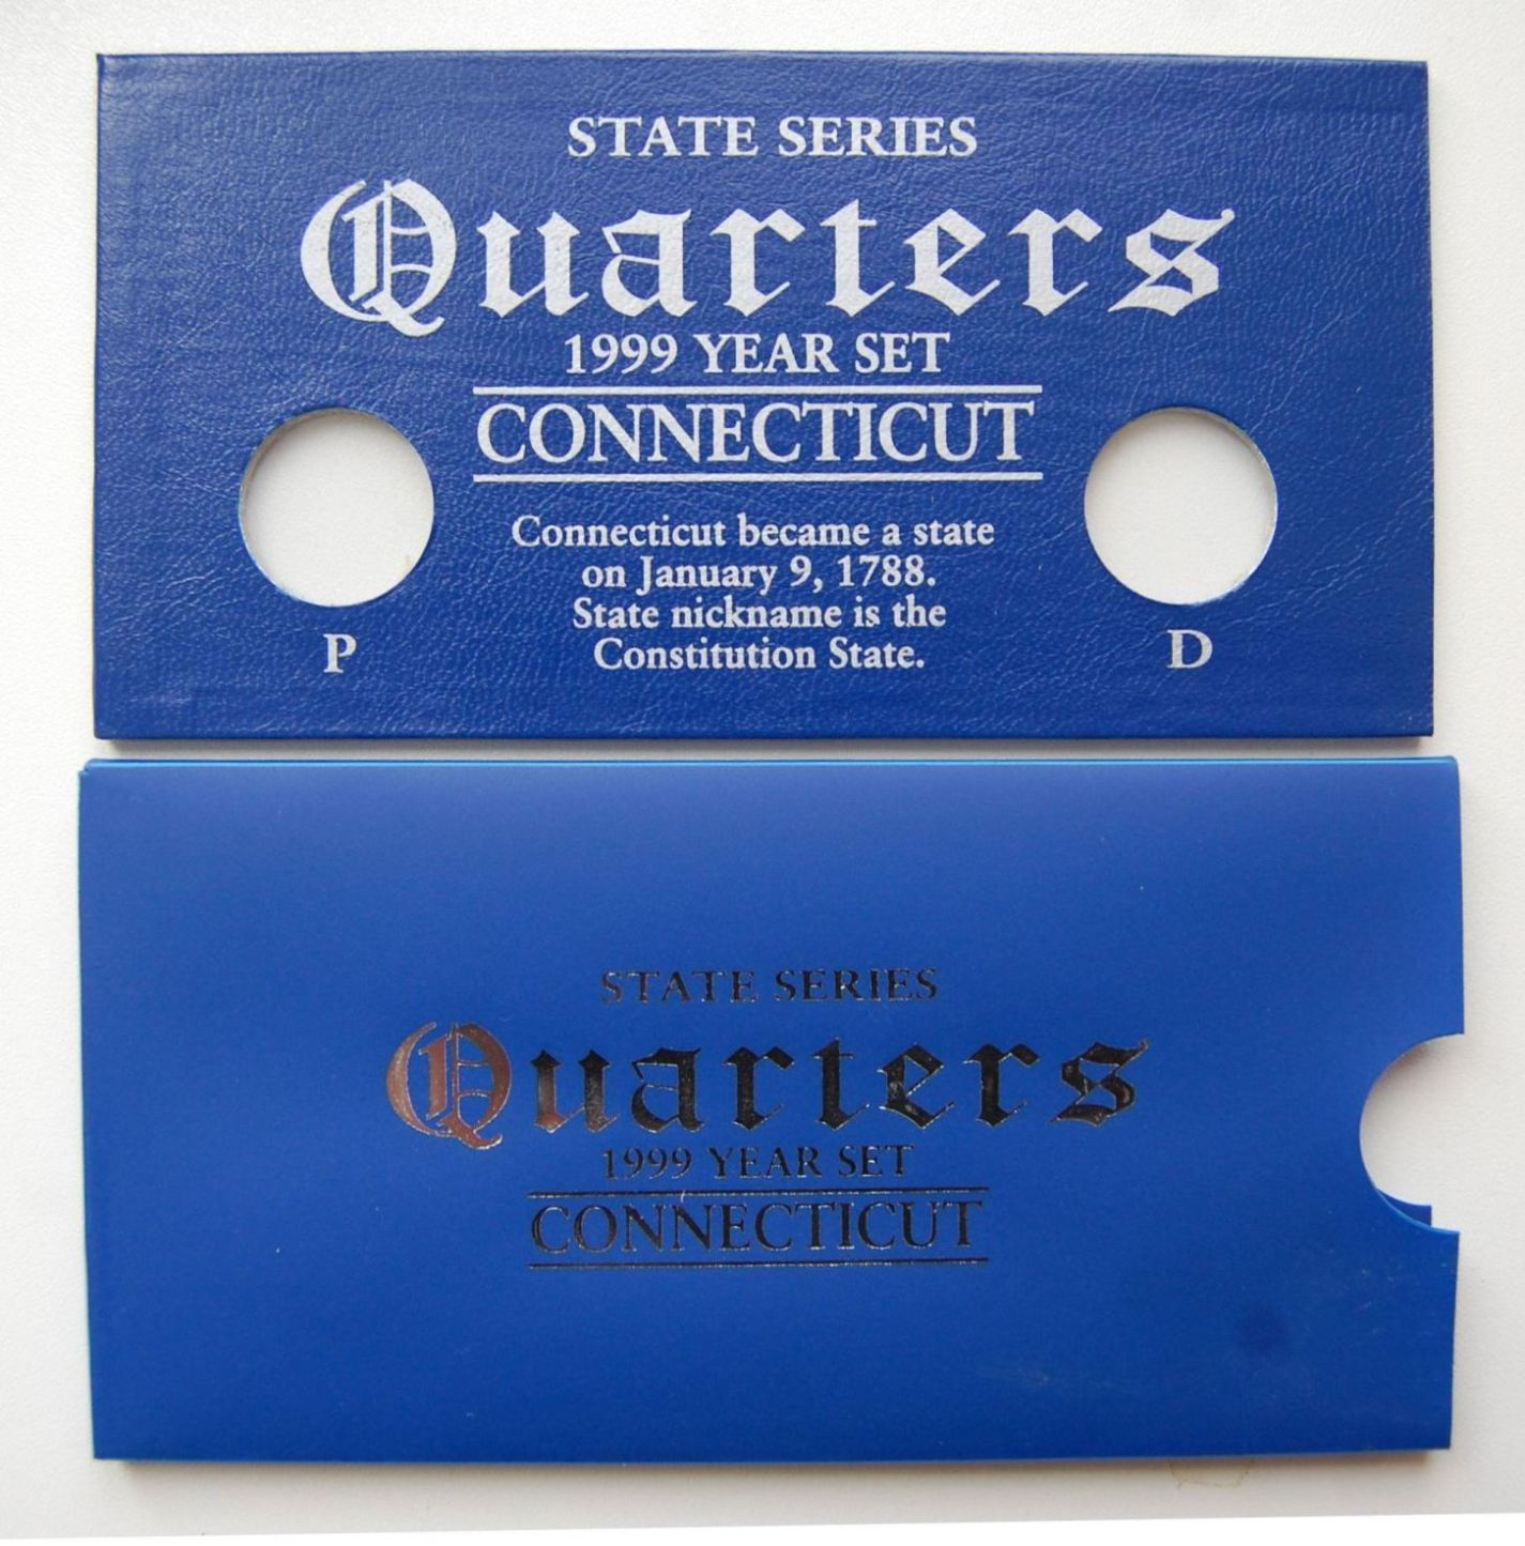 STATE SERIES
Quarters
1999 YEAR SET
CONNECTICUT
Connecticut became a state
on January 9, 1788.
State nickname is the
Constitution State.
P
D
STATE SERIES
Quarters
1999 YEAR SET
CONNECTICUT